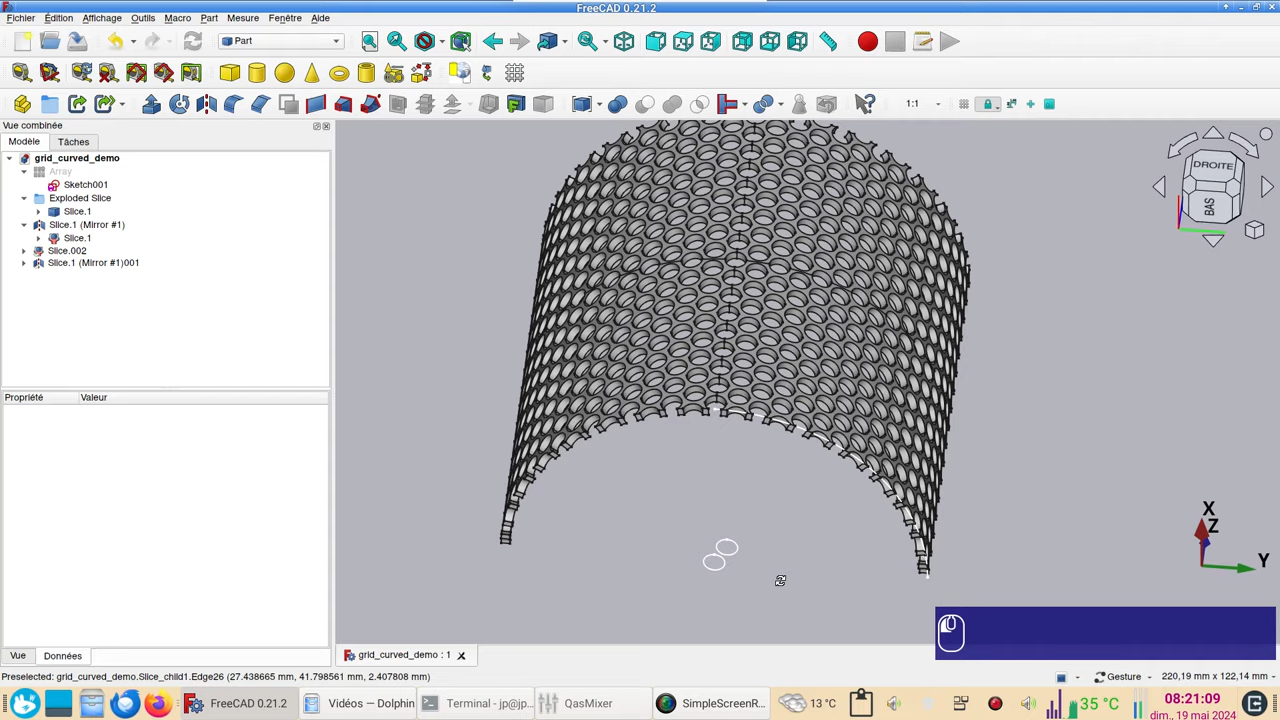 FreeCAD 0.21.2
Fichier Édition Affichage Outils Macro Part Mesure Fenêtre Aide
Part
1:1
Vue combinée
Modèle Tâches
grid_curved_demo
Array
Sketch001
Exploded Slice
Slice.1
Slice.1 (Mirror #1)
Slice.1
Slice.002
Slice.1 (Mirror #1)001
Propriété Valeur
DROITE
BAS
X
Z
Y
Vue Données
grid_curved_demo : 1
Preselected: grid_curved_demo.Slice_child1.Edge26 (27.438665 mm, 41.798561 mm, 2.407808 mm)
Gesture
220,19 mm x 122,14 mm
FreeCAD 0.21.2
Vidéos — Dolphin
Terminal - jp@jp...
QasMixer
SimpleScreenR...
13 °C
35 °C
08:21:09
dim., 19 mai 2024